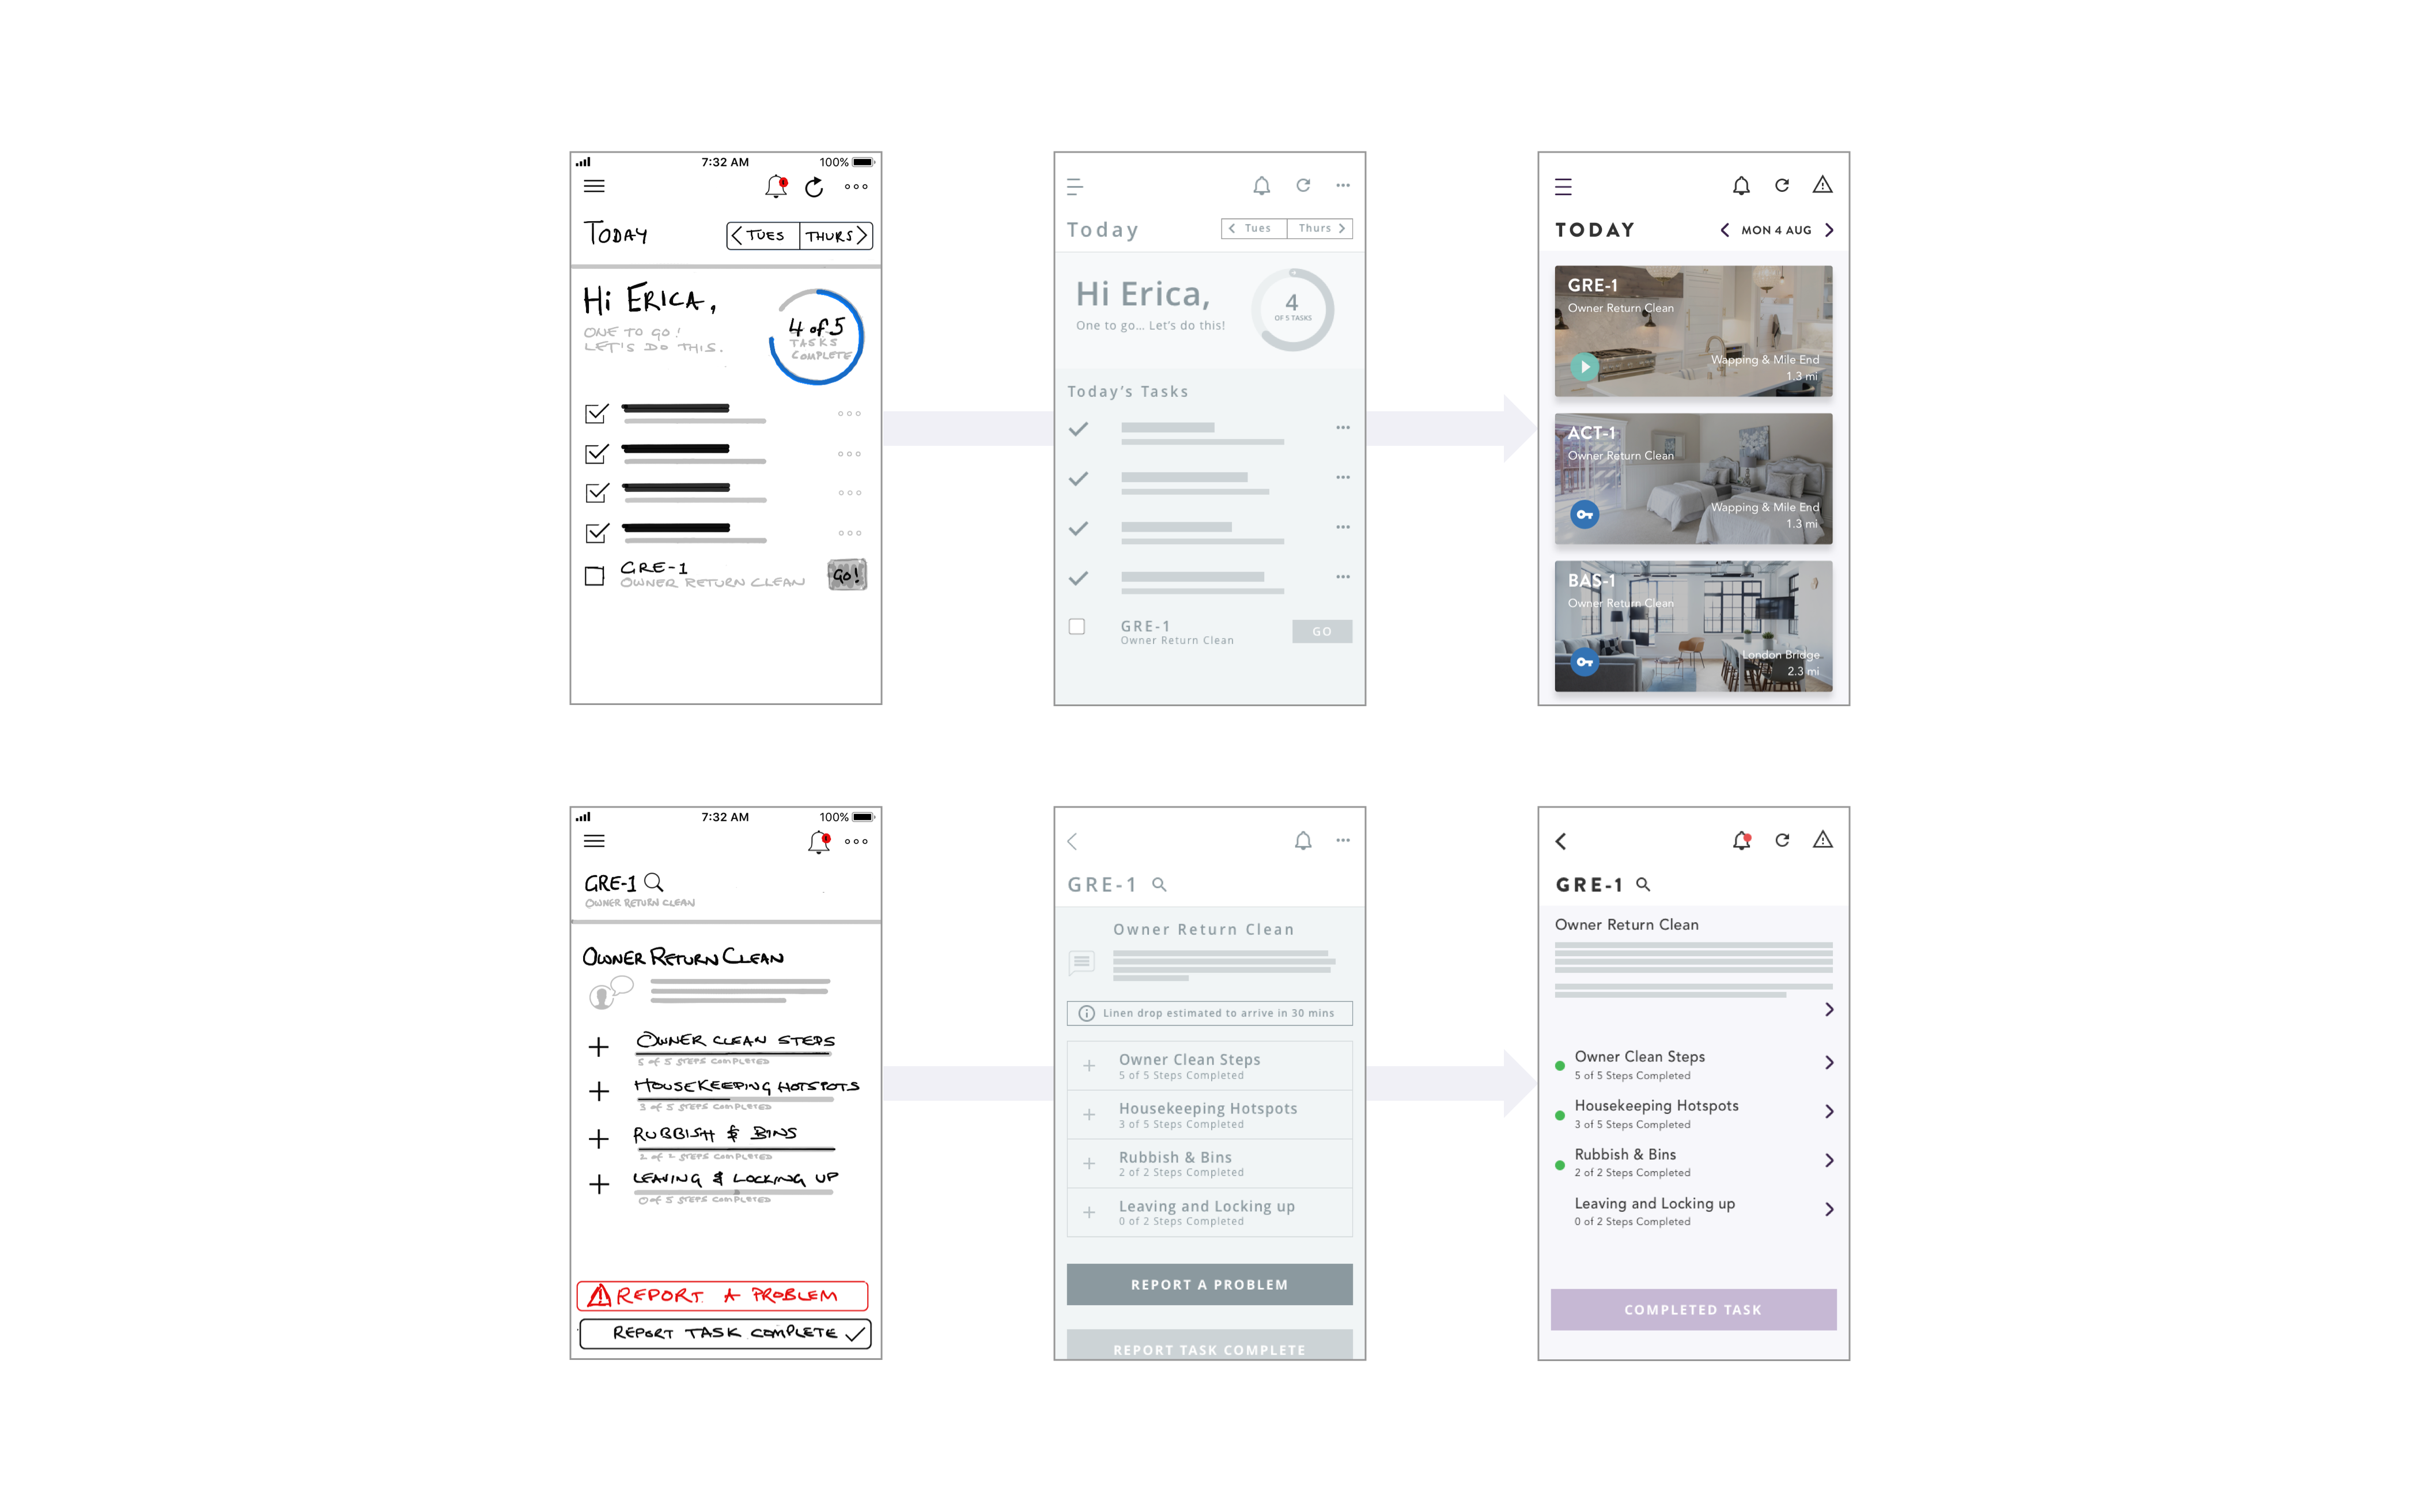 7:32 AM
100%
TODAY
TUES
THURS
HI ERICA,
ONE TO GO!
LET'S DO THIS.
4 of 5
TASKS
COMPLETE
GRE-1
OWNER RETURN CLEAN
GO!
Today
Tues
Thurs
Hi Erica,
One to go... Let's do this!
4
OF 5 TASKS
Today's Tasks
GRE-1
Owner Return Clean
GO
TODAY
MON 4 AUG
GRE-1
Owner Return Clean
Wapping & Mile End
1.3 mi
ACT-1
Owner Return Clean
Wapping & Mile End
1.3 mi
BAS-1
Owner Return Clean
London Bridge
2.3 mi
7:32 AM
100%
GRE-1
OWNER RETURN CLEAN
OWNER RETURN CLEAN
OWNER CLEAN STEPS
5 of 5 STEPS COMPLETED
HOUSEKEEPING HOTSPOTS
3 of 5 STEPS COMPLETED
RUBBISH & BINS
2 of 2 STEPS COMPLETED
LEAVING & LOCKING UP
0 of 5 STEPS COMPLETED
REPORT A PROBLEM
REPORT TASK COMPLETE
GRE-1
Owner Return Clean
Linen drop estimated to arrive in 30 mins
Owner Clean Steps
5 of 5 Steps Completed
Housekeeping Hotspots
3 of 5 Steps Completed
Rubbish & Bins
2 of 2 Steps Completed
Leaving and Locking up
0 of 2 Steps Completed
REPORT A PROBLEM
REPORT TASK COMPLETE
GRE-1
Owner Return Clean
Owner Clean Steps
5 of 5 Steps Completed
Housekeeping Hotspots
3 of 5 Steps Completed
Rubbish & Bins
2 of 2 Steps Completed
Leaving and Locking up
0 of 2 Steps Completed
COMPLETED TASK